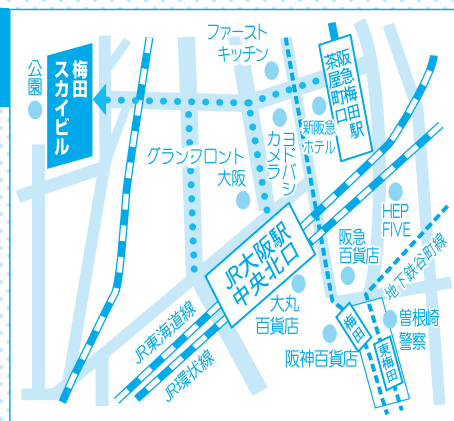 ファースト
キッチン
公園
梅田
スカイビル
阪急梅田駅
茶屋町口
新阪急
ホテル
ヨドバシ
カメラ
グランフロント
大阪
HEP
FIVE
JR大阪駅
中央北口
阪急
百貨店
地下鉄谷町線
大丸
百貨店
梅田
曽根崎
警察
東梅田
阪神百貨店
JR東海道線
JR環状線